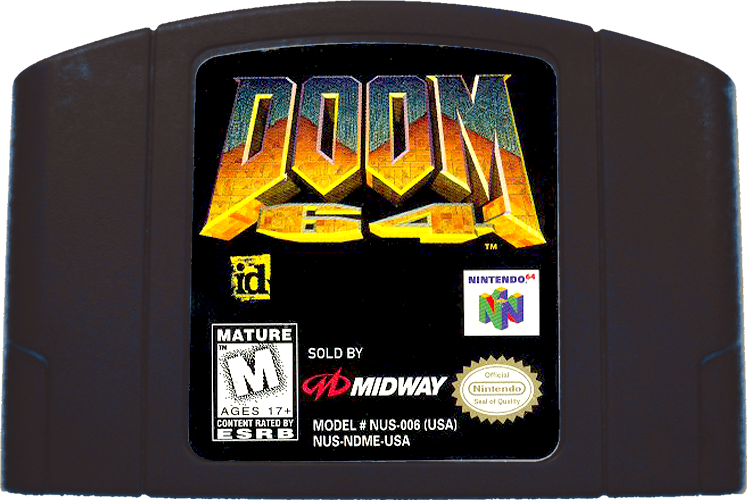 DOOM
64
TM
id
NINTENDO 64
MATURE
TM
M
AGES 17+
CONTENT RATED BY
ESRB
SOLD BY
MIDWAY
MODEL # NUS-006 (USA)
NUS-NDME-USA
Official
Nintendo
Seal of Quality